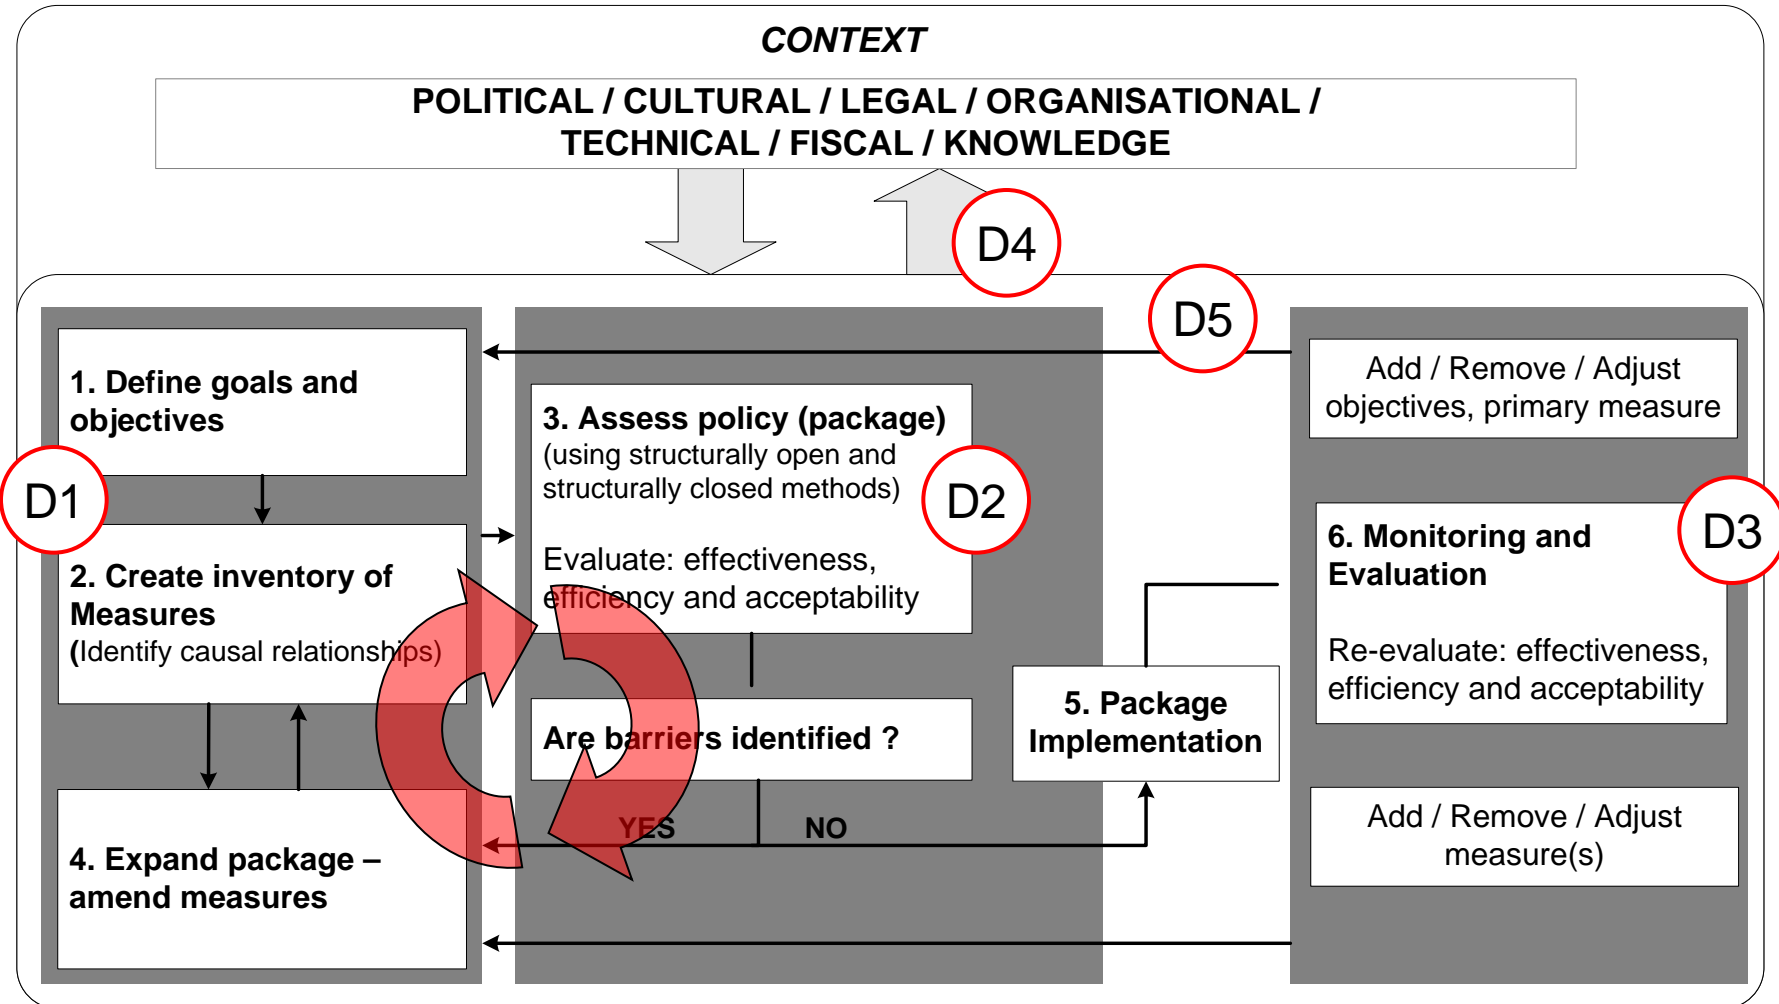 CONTEXT
POLITICAL / CULTURAL / LEGAL / ORGANISATIONAL /
TECHNICAL / FISCAL / KNOWLEDGE
D4
D5
D1
1. Define goals and
objectives
2. Create inventory of
Measures
(Identify causal relationships)
4. Expand package –
amend measures
3. Assess policy (package)
(using structurally open and
structurally closed methods)
Evaluate: effectiveness,
efficiency and acceptability
D2
Are barriers identified ?
YES
NO
5. Package
Implementation
Add / Remove / Adjust
objectives, primary measure
D3
6. Monitoring and
Evaluation
Re-evaluate: effectiveness,
efficiency and acceptability
Add / Remove / Adjust
measure(s)